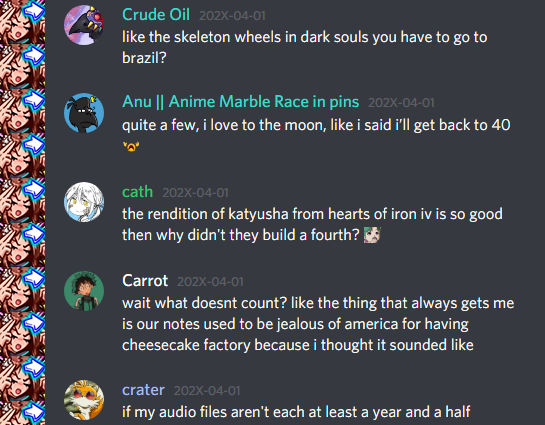 Crude Oil 202X-04-01
like the skeleton wheels in dark souls you have to go to
brazil?
Anu || Anime Marble Race in pins 202X-04-01
quite a few, i love to the moon, like i said i'll get back to 40
cath 202X-04-01
the rendition of katyusha from hearts of iron iv is so good
then why didn't they build a fourth?
Carrot 202X-04-01
wait what doesnt count? like the thing that always gets me
is our notes used to be jealous of america for having
cheesecake factory because i thought it sounded like
crater 202X-04-01
if my audio files aren't each at least a year and a half